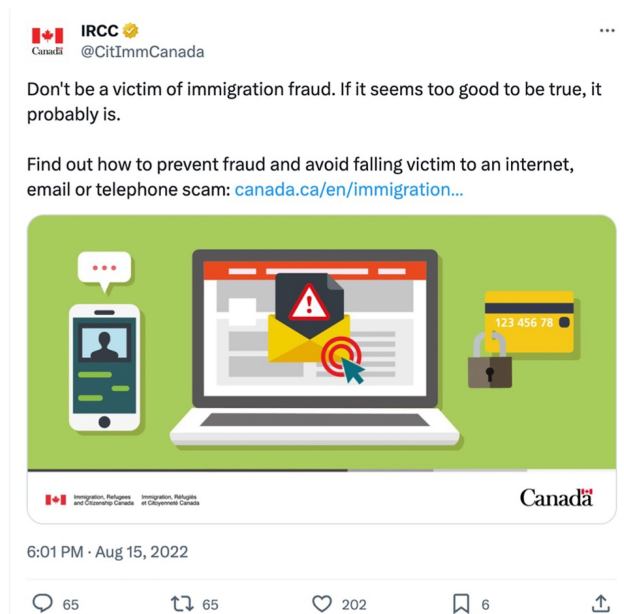 IRCC
@CitImmCanada
Canada
Don't be a victim of immigration fraud. If it seems too good to be true, it
probably is.
Find out how to prevent fraud and avoid falling victim to an internet,
email or telephone scam: canada.ca/en/immigration...
123 456 78
Immigration, Refugees
and Citizenship Canada
Immigration, Réfugiés
et Citoyenneté Canada
Canada
6:01 PM · Aug 15, 2022
65
65
202
6